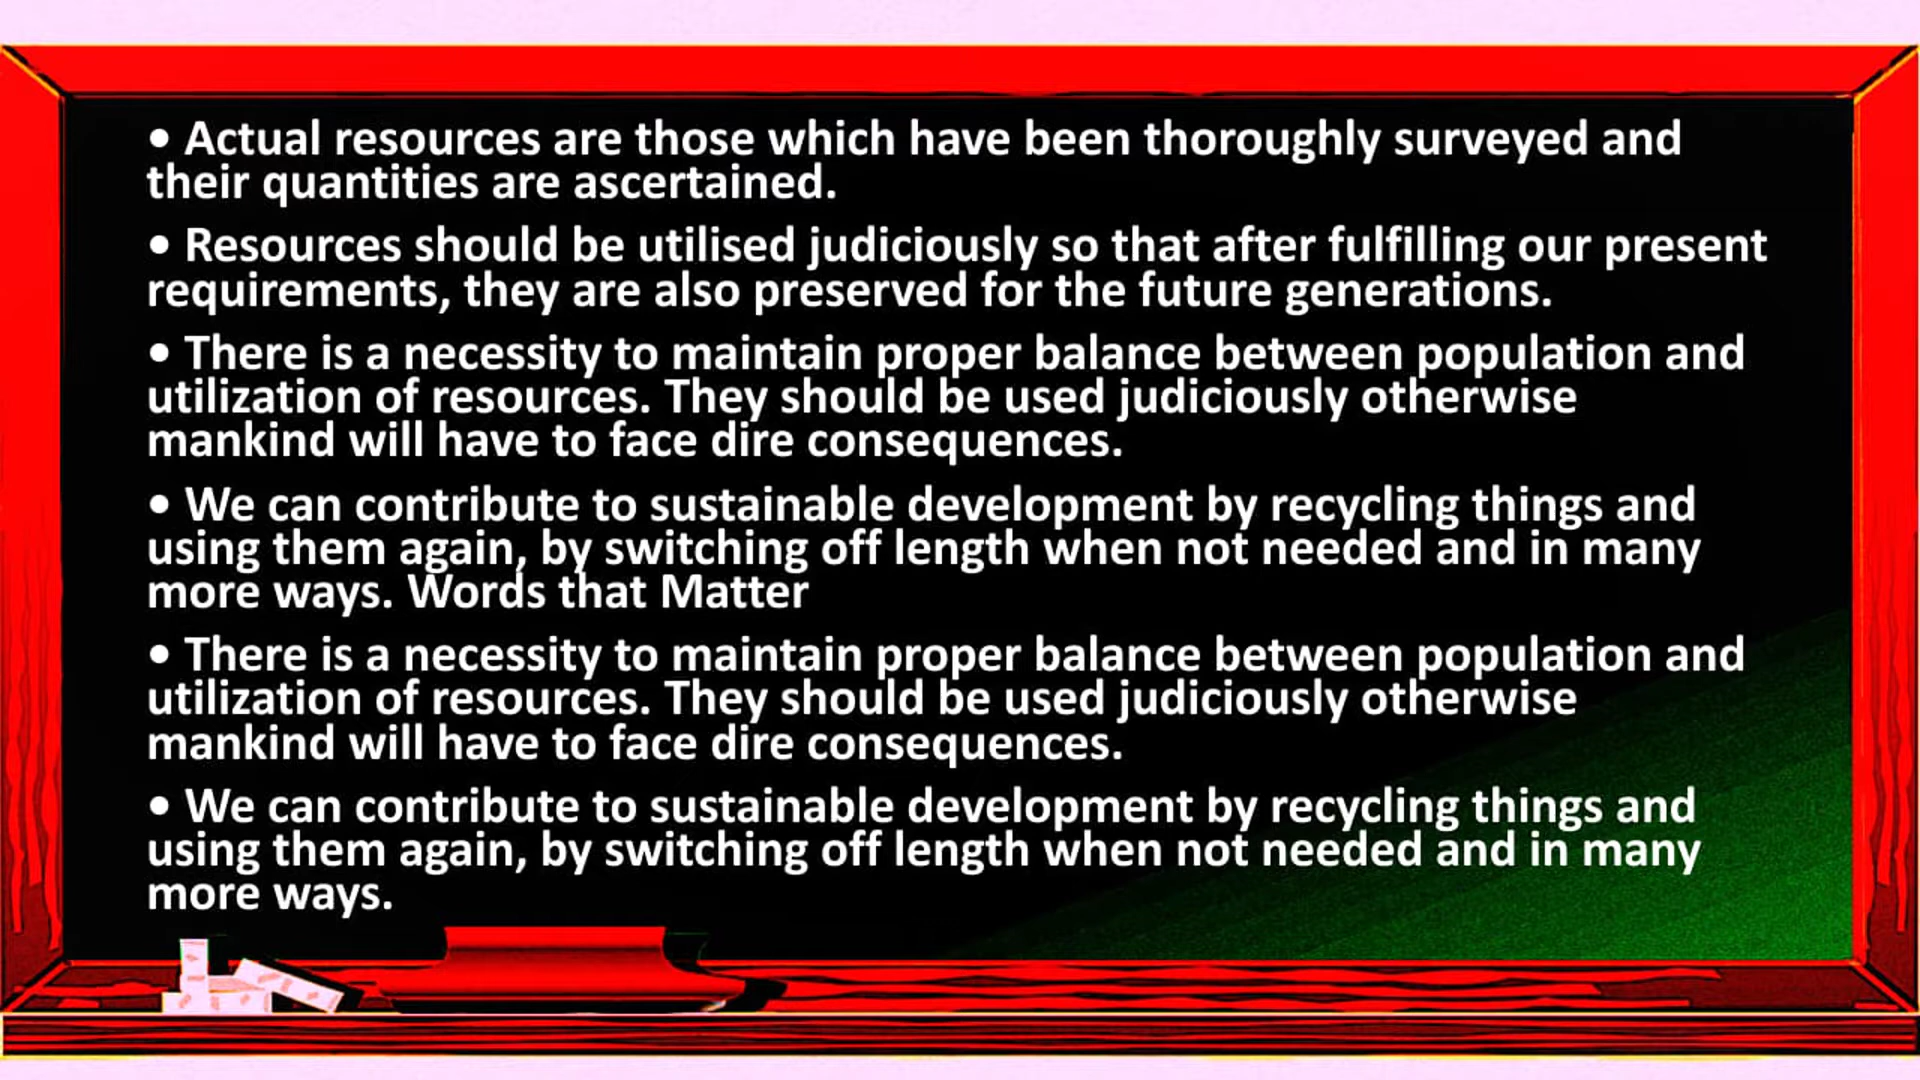 • Actual resources are those which have been thoroughly surveyed and
their quantities are ascertained.
• Resources should be utilised judiciously so that after fulfilling our present
requirements, they are also preserved for the future generations.
• There is a necessity to maintain proper balance between population and
utilization of resources. They should be used judiciously otherwise
mankind will have to face dire consequences.
• We can contribute to sustainable development by recycling things and
using them again, by switching off length when not needed and in many
more ways. Words that Matter
• There is a necessity to maintain proper balance between population and
utilization of resources. They should be used judiciously otherwise
mankind will have to face dire consequences.
• We can contribute to sustainable development by recycling things and
using them again, by switching off length when not needed and in many
more ways.